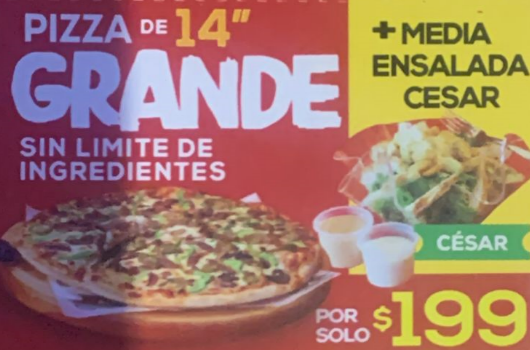 PIZZA DE 14"
GRANDE
SIN LIMITE DE
INGREDIENTES
+ MEDIA
ENSALADA
CESAR
CÉSAR
POR
SOLO $199